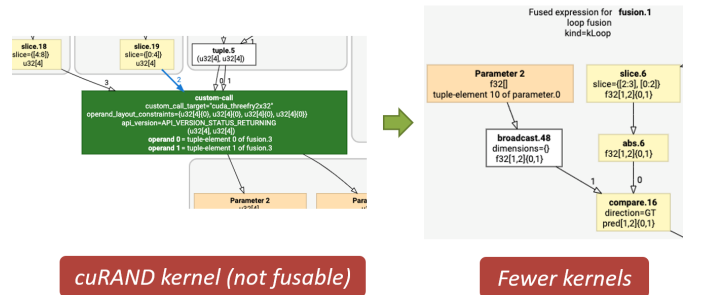 slice.18
slice={[4:8]}
u32[4]
slice.19
slice={[0:4]}
u32[4]
tuple.5
(u32[4], u32[4])
1
3
2
0
1
custom-call
custom_call_target="cuda_threefry2x32"
operand_layout_constraints={u32[4]{0}, u32[4]{0}, u32[4]{0}, u32[4]{0}}
api_version=API_VERSION_STATUS_RETURNING
(u32[4], u32[4])
operand 0 = tuple-element 0 of fusion.3
operand 1 = tuple-element 1 of fusion.3
Parameter 2
Para
cuRAND kernel (not fusable)
Fused expression for fusion.1
loop fusion
kind=kLoop
Parameter 2
f32[]
tuple-element 10 of parameter.0
slice.6
slice={[2:3], [0:2]}
f32[1,2]{0,1}
broadcast.48
dimensions={}
f32[1,2]{0,1}
abs.6
f32[1,2]{0,1}
1
0
compare.16
direction=GT
pred[1,2]{0,1}
Fewer kernels